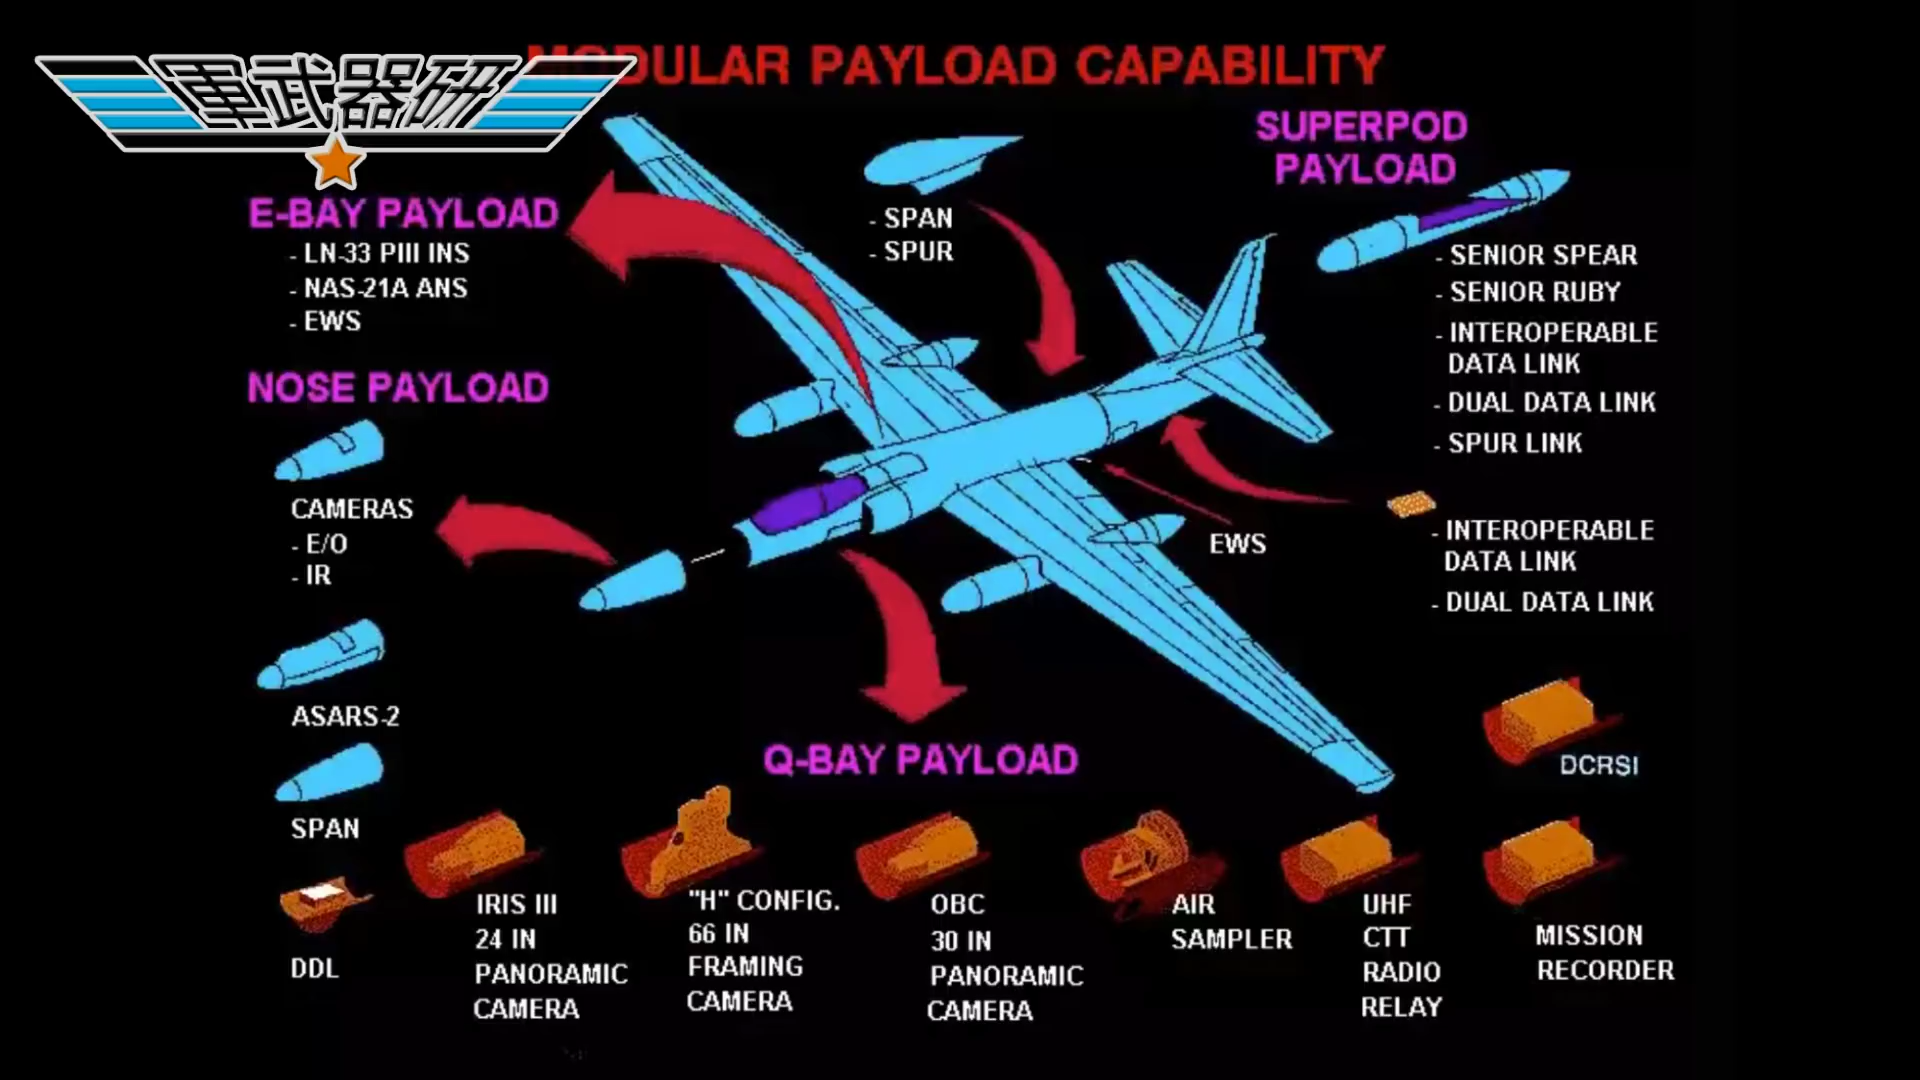 軍武器研
MODULAR PAYLOAD CAPABILITY
SUPERPOD
PAYLOAD
- SENIOR SPEAR
- SENIOR RUBY
- INTEROPERABLE
DATA LINK
- DUAL DATA LINK
- SPUR LINK
- SPAN
- SPUR
E-BAY PAYLOAD
- LN-33 PIII INS
- NAS-21A ANS
- EWS
NOSE PAYLOAD
CAMERAS
- E/O
- IR
ASARS-2
SPAN
EWS
- INTEROPERABLE
DATA LINK
- DUAL DATA LINK
Q-BAY PAYLOAD
DCRSI
DDL
IRIS III
24 IN
PANORAMIC
CAMERA
"H" CONFIG.
66 IN
FRAMING
CAMERA
OBC
30 IN
PANORAMIC
CAMERA
AIR
SAMPLER
UHF
CTT
RADIO
RELAY
MISSION
RECORDER